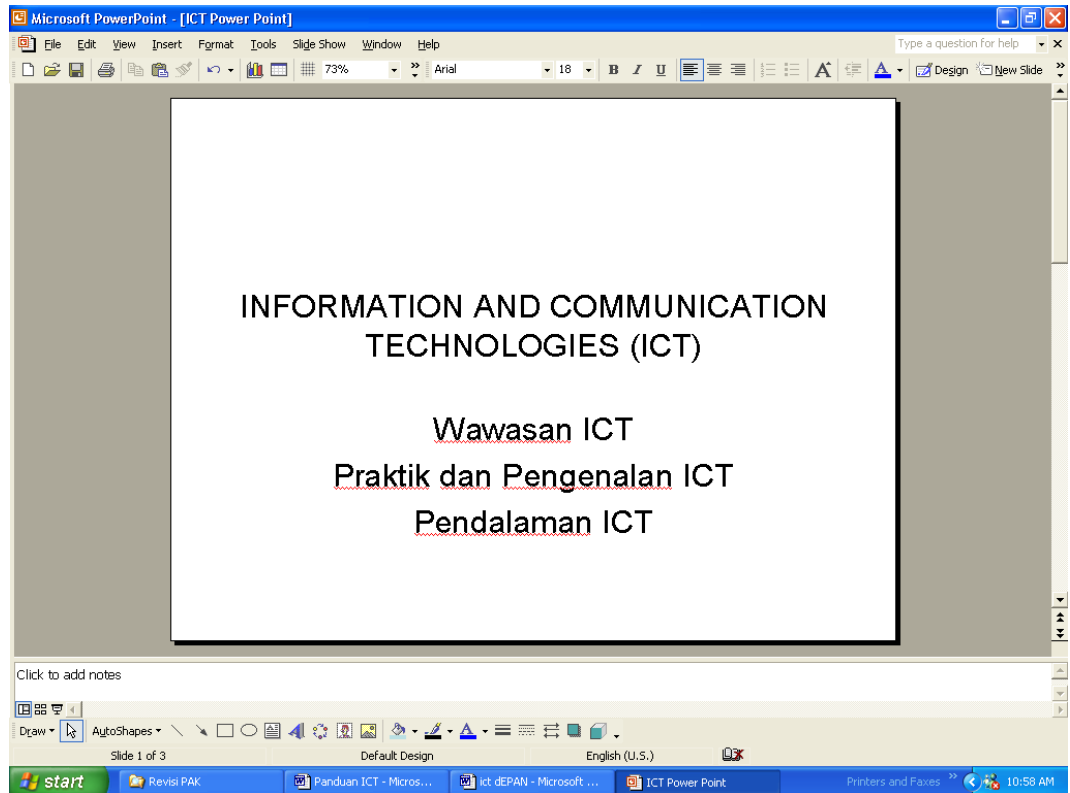 Microsoft PowerPoint - [ICT Power Point]
File Edit View Insert Format Tools Slide Show Window Help Type a question for help
73% Arial 18 B I U A A Design New Slide
INFORMATION AND COMMUNICATION
TECHNOLOGIES (ICT)
Wawasan ICT
Praktik dan Pengenalan ICT
Pendalaman ICT
Click to add notes
Draw AutoShapes A
Slide 1 of 3 Default Design English (U.S.)
start Revisi PAK Panduan ICT - Micros... ict dEPAN - Microsoft ... ICT Power Point Printers and Faxes 10:58 AM